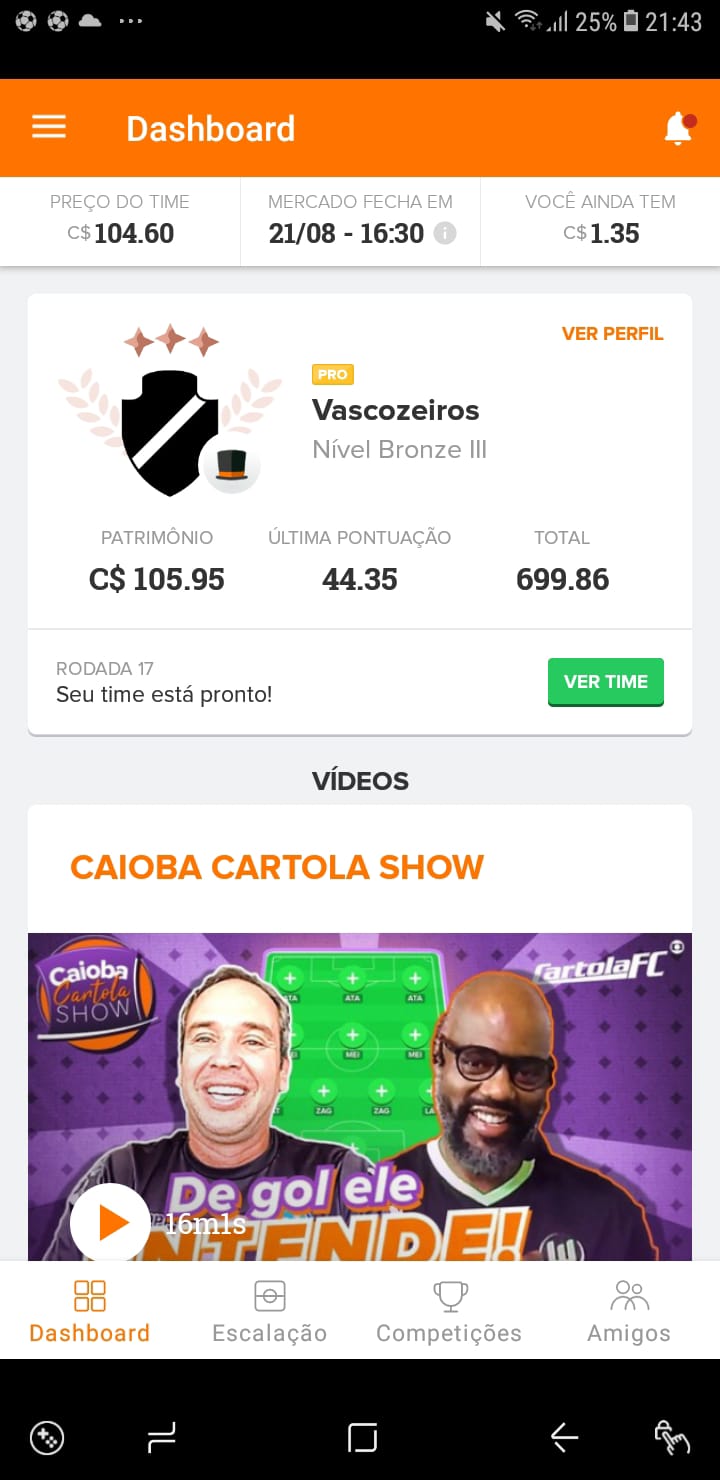 25% 21:43
Dashboard
PREÇO DO TIME
C$ 104.60
MERCADO FECHA EM
21/08 - 16:30
VOCÊ AINDA TEM
C$ 1.35
VER PERFIL
PRO
Vascozeiros
Nível Bronze III
PATRIMÔNIO
C$ 105.95
ÚLTIMA PONTUAÇÃO
44.35
TOTAL
699.86
RODADA 17
Seu time está pronto!
VER TIME
VÍDEOS
CAIOBA CARTOLA SHOW
Caioba
Cartola
SHOW
CartolaFC
ATA ATA ATA
MEI MEI
ZAG ZAG LA
De gol ele
ENTENDE!
16m1s
Dashboard
Escalação
Competições
Amigos